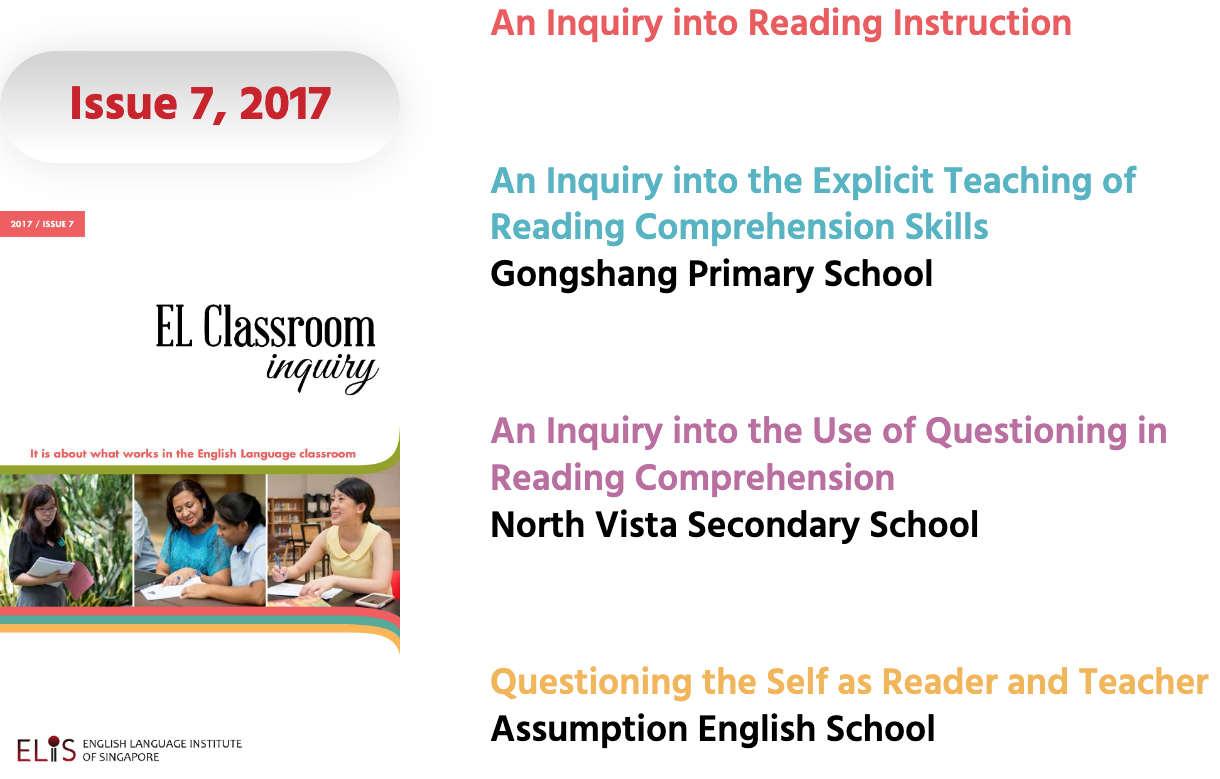 Issue 7, 2017
2017 / ISSUE 7
EL Classroom
inquiry
It is about what works in the English Language classroom
ELIS ENGLISH LANGUAGE INSTITUTE
OF SINGAPORE
An Inquiry into Reading Instruction
An Inquiry into the Explicit Teaching of
Reading Comprehension Skills
Gongshang Primary School
An Inquiry into the Use of Questioning in
Reading Comprehension
North Vista Secondary School
Questioning the Self as Reader and Teacher
Assumption English School